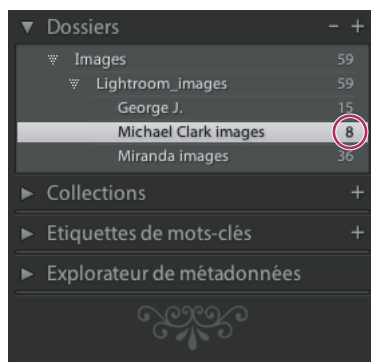 Dossiers - +
Images 59
Lightroom_images 59
George J. 15
Michael Clark images 8
Miranda images 36
Collections +
Etiquettes de mots-clés +
Explorateur de métadonnées